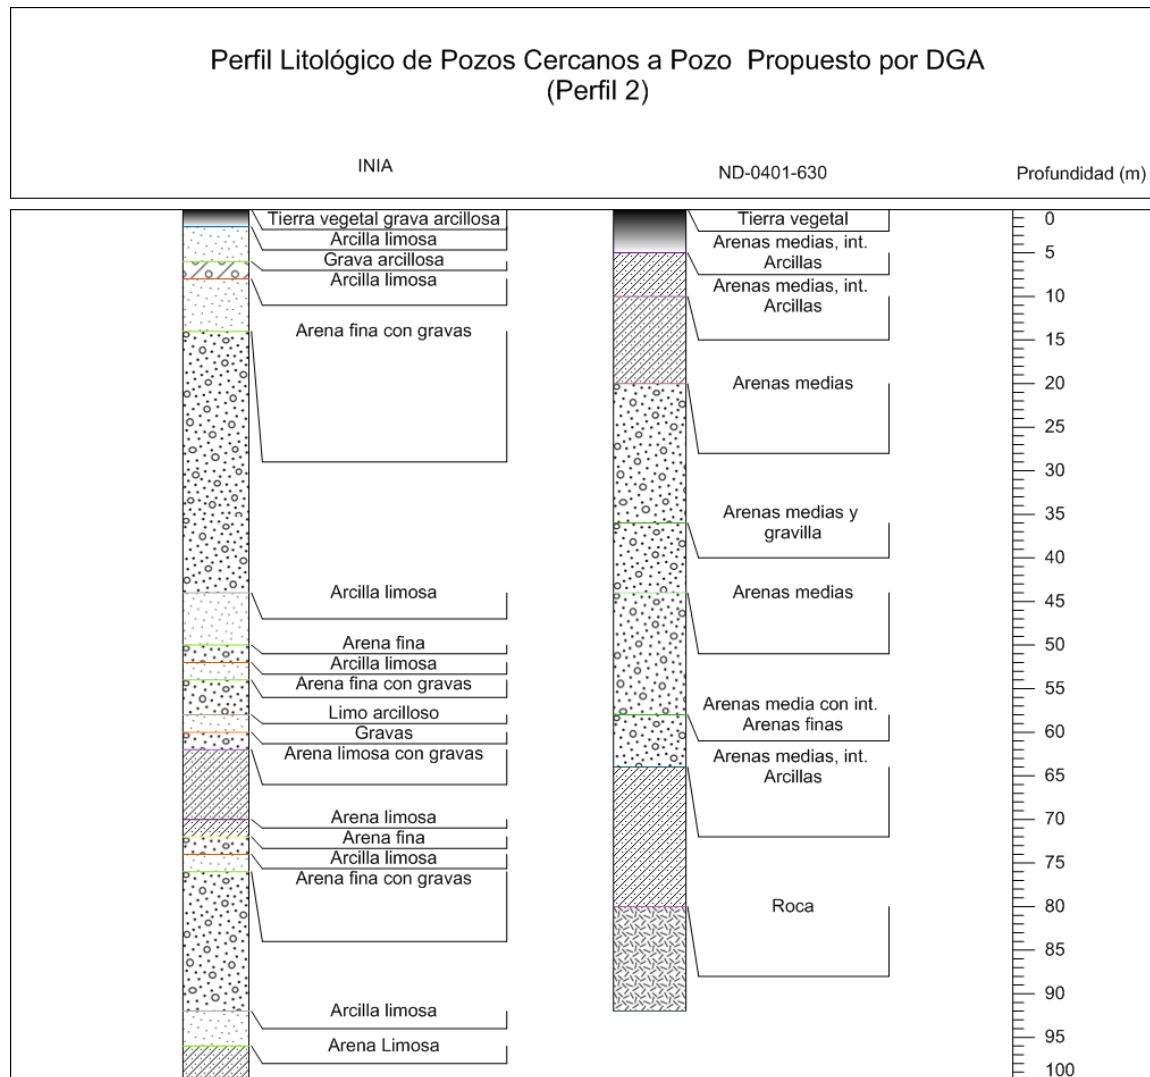 Perfil Litológico de Pozos Cercanos a Pozo Propuesto por DGA
(Perfil 2)
INIA
ND-0401-630
Profundidad (m)
Tierra vegetal grava arcillosa
Arcilla limosa
Grava arcillosa
Arcilla limosa
Arena fina con gravas
Arcilla limosa
Arena fina
Arcilla limosa
Arena fina con gravas
Limo arcilloso
Gravas
Arena limosa con gravas
Arena limosa
Arena fina
Arcilla limosa
Arena fina con gravas
Arcilla limosa
Arena Limosa
Tierra vegetal
Arenas medias, int.
Arcillas
Arenas medias, int.
Arcillas
Arenas medias
Arenas medias y
gravilla
Arenas medias
Arenas media con int.
Arenas finas
Arenas medias, int.
Arcillas
Roca
0
5
10
15
20
25
30
35
40
45
50
55
60
65
70
75
80
85
90
95
100